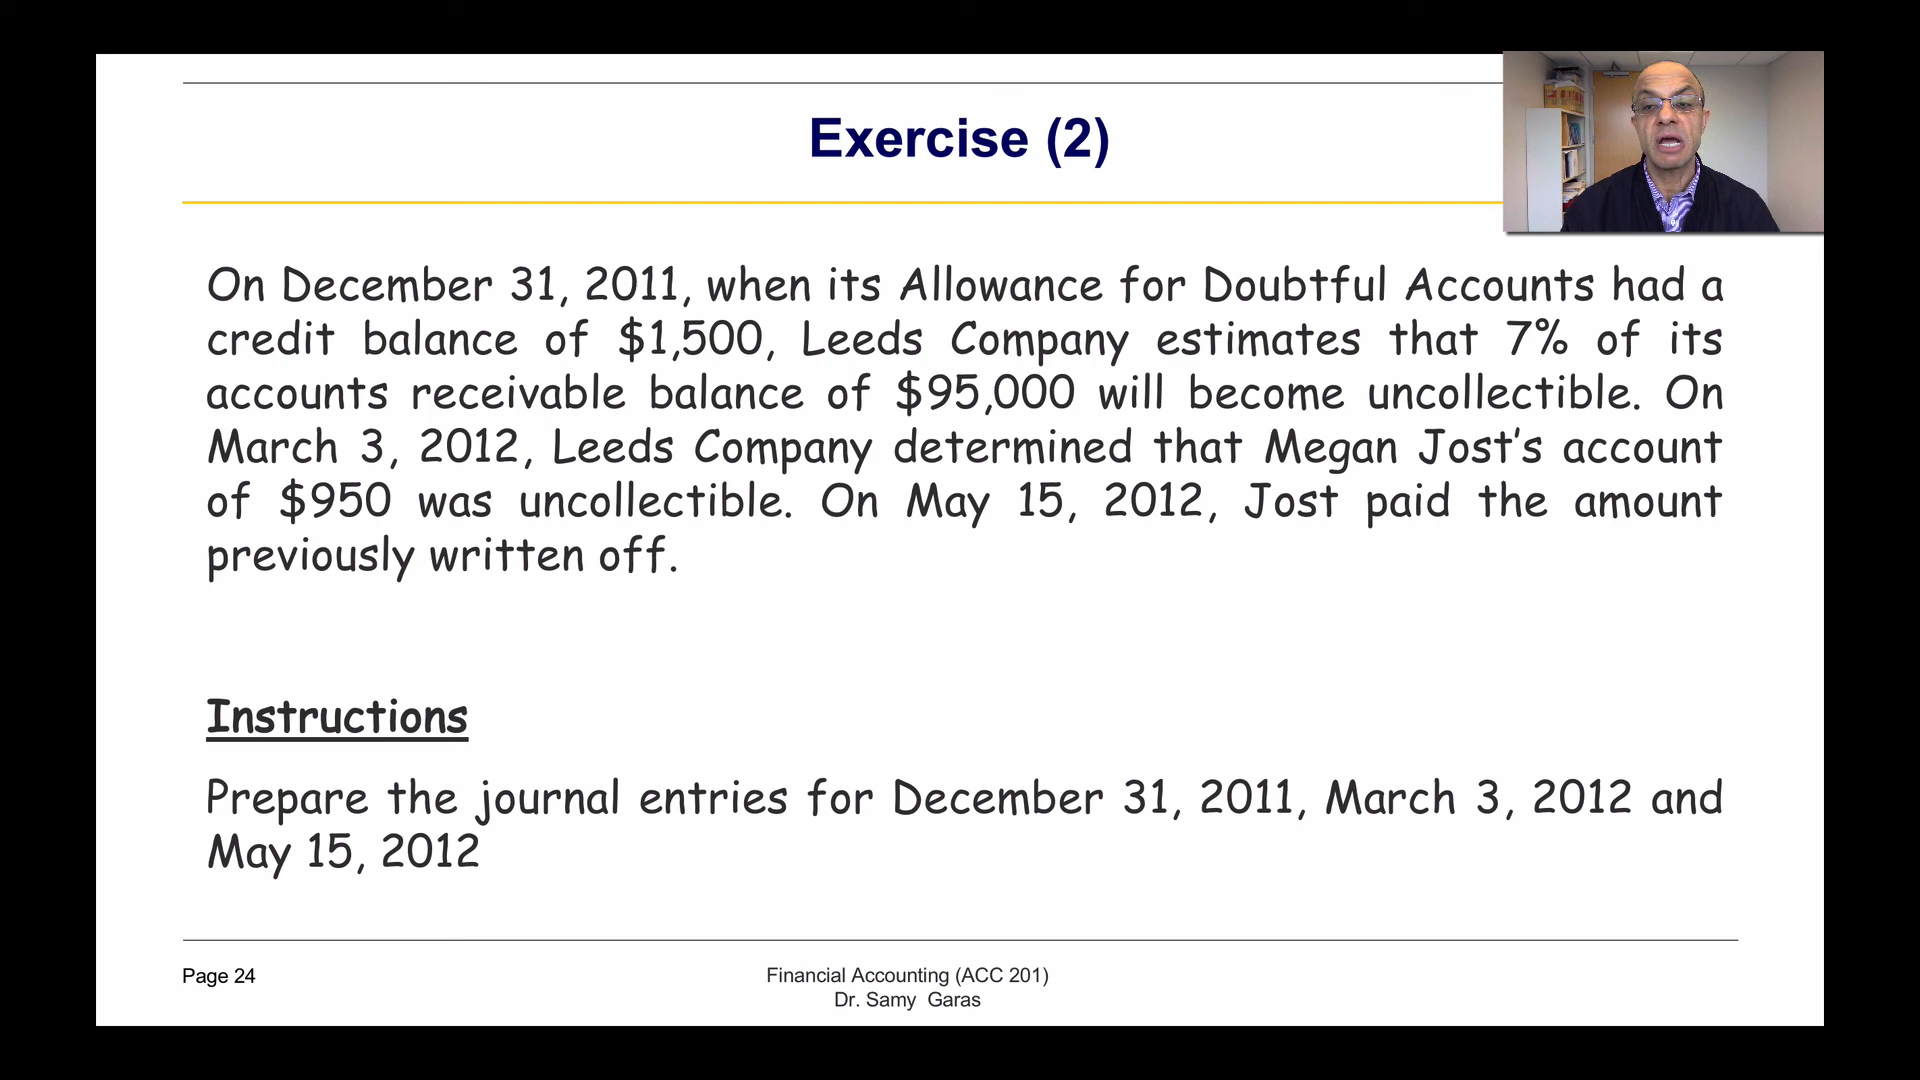 Exercise (2)
On December 31, 2011, when its Allowance for Doubtful Accounts had a
credit balance of $1,500, Leeds Company estimates that 7% of its
accounts receivable balance of $95,000 will become uncollectible. On
March 3, 2012, Leeds Company determined that Megan Jost’s account
of $950 was uncollectible. On May 15, 2012, Jost paid the amount
previously written off.
Instructions
Prepare the journal entries for December 31, 2011, March 3, 2012 and
May 15, 2012
Page 24
Financial Accounting (ACC 201)
Dr. Samy Garas